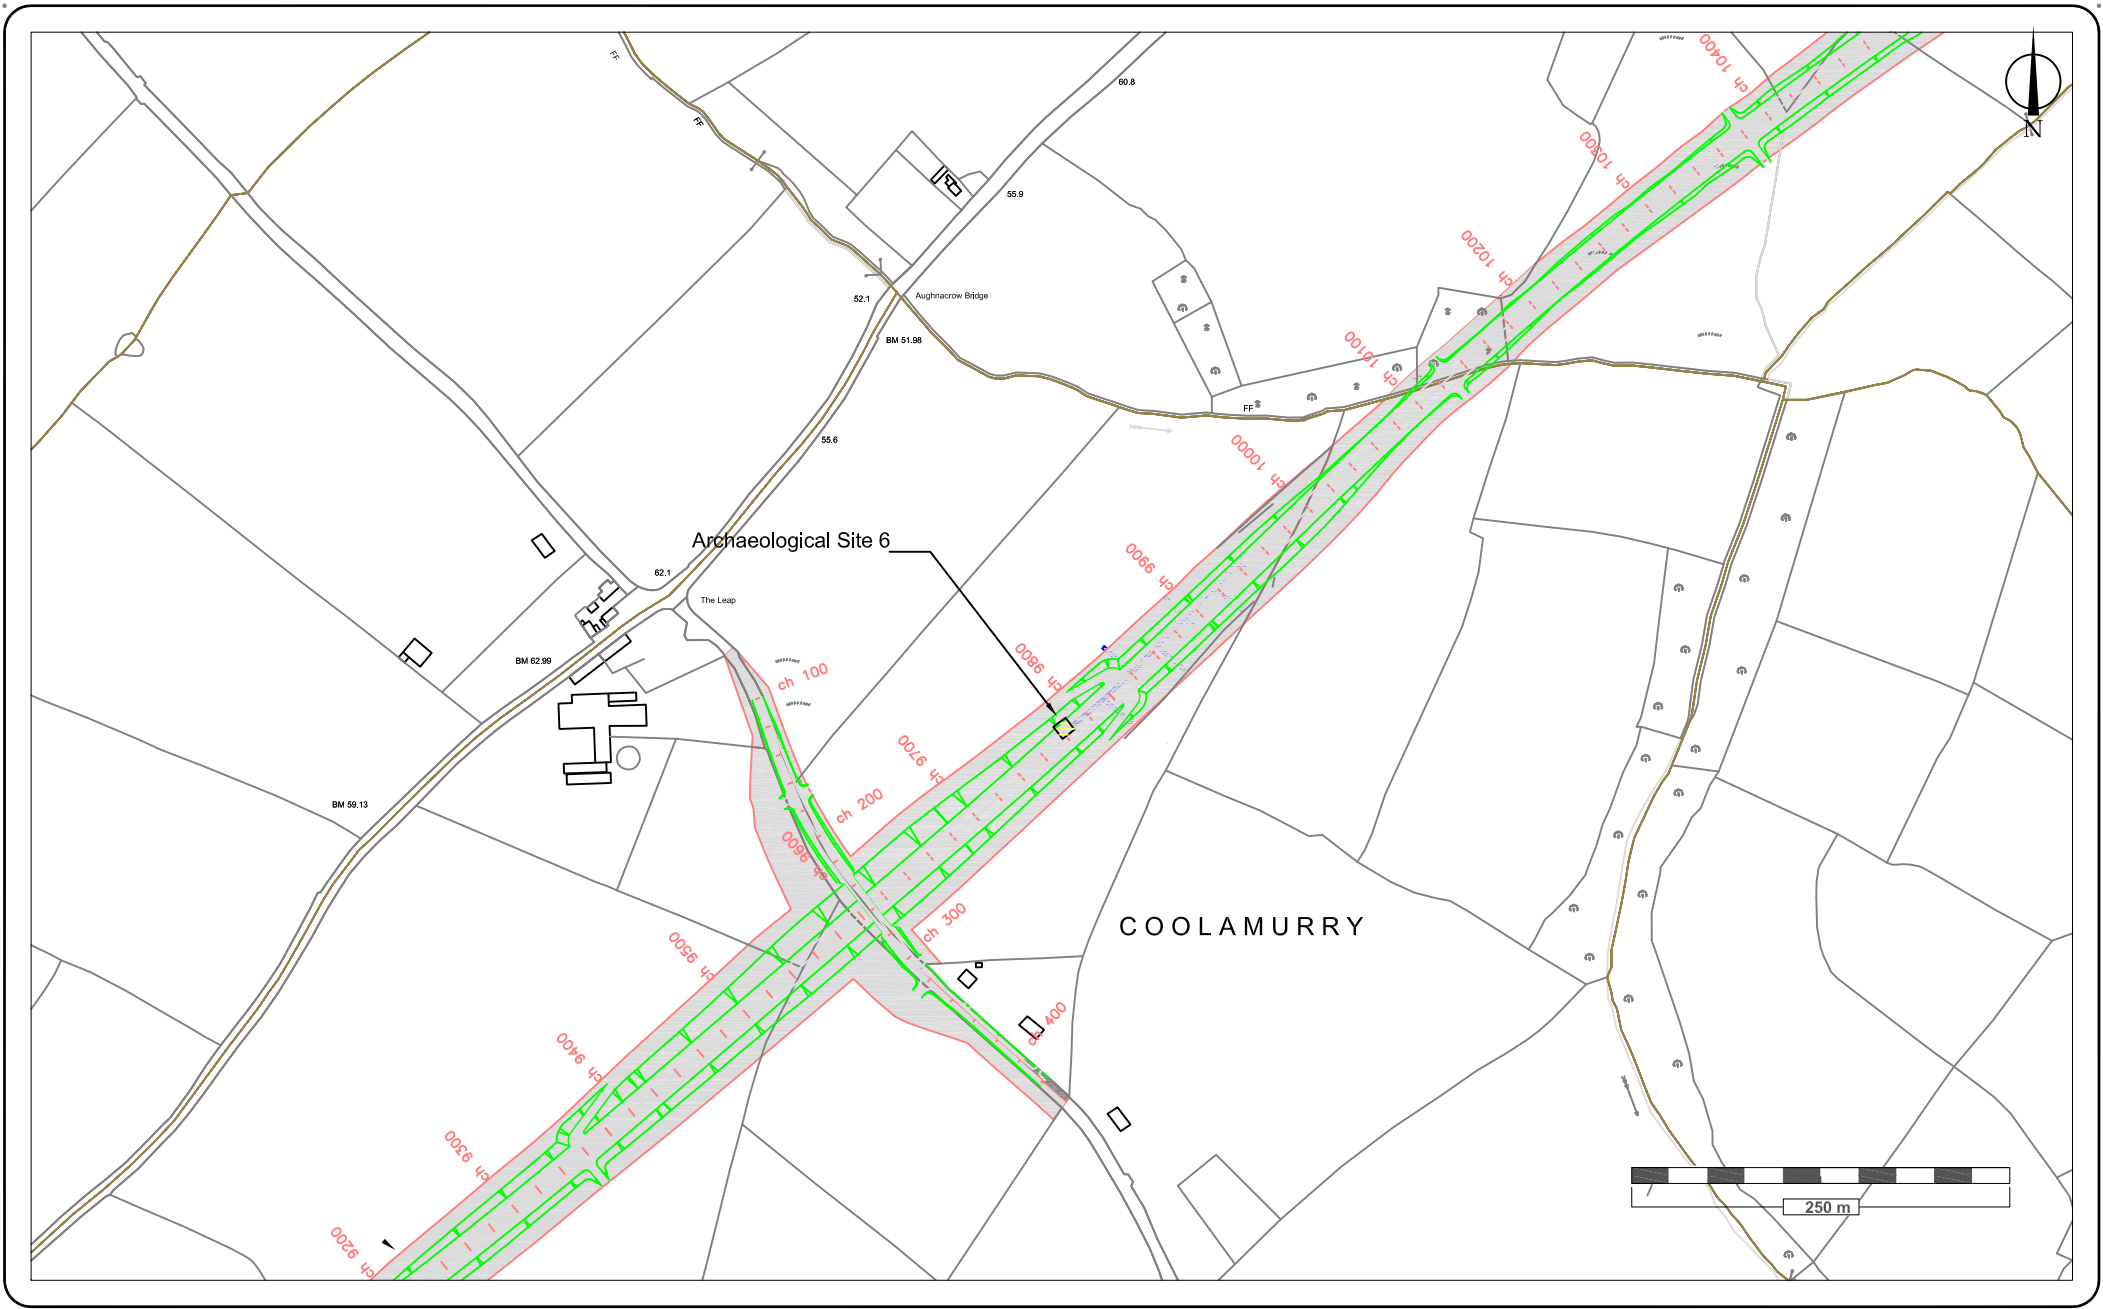 FF
FF
60.8
ch 10400
N
ch 10300
55.9
ch 10200
52.1
Aughnacrow Bridge
BM 51.98
ch 10100
FF
55.6
ch 10000
Archaeological Site 6
ch 9900
62.1
The Leap
BM 62.99
ch 100
ch 9800
ch 9700
BM 59.13
ch 200
ch 9600
COOLAMURRY
ch 300
ch 9500
ch 400
ch 9400
ch 9300
250 m
ch 9200